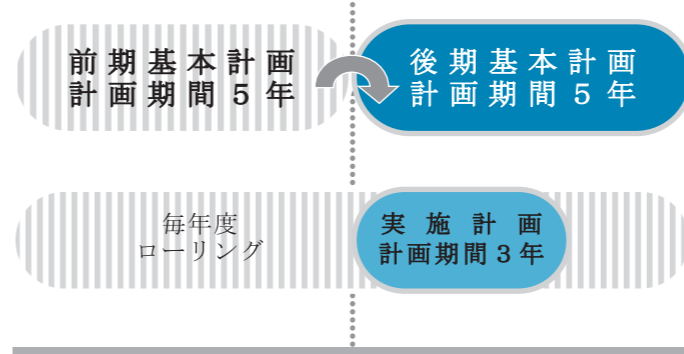 前期基本計画
計画期間5年
後期基本計画
計画期間5年
毎年度
ローリング
実施計画
計画期間3年